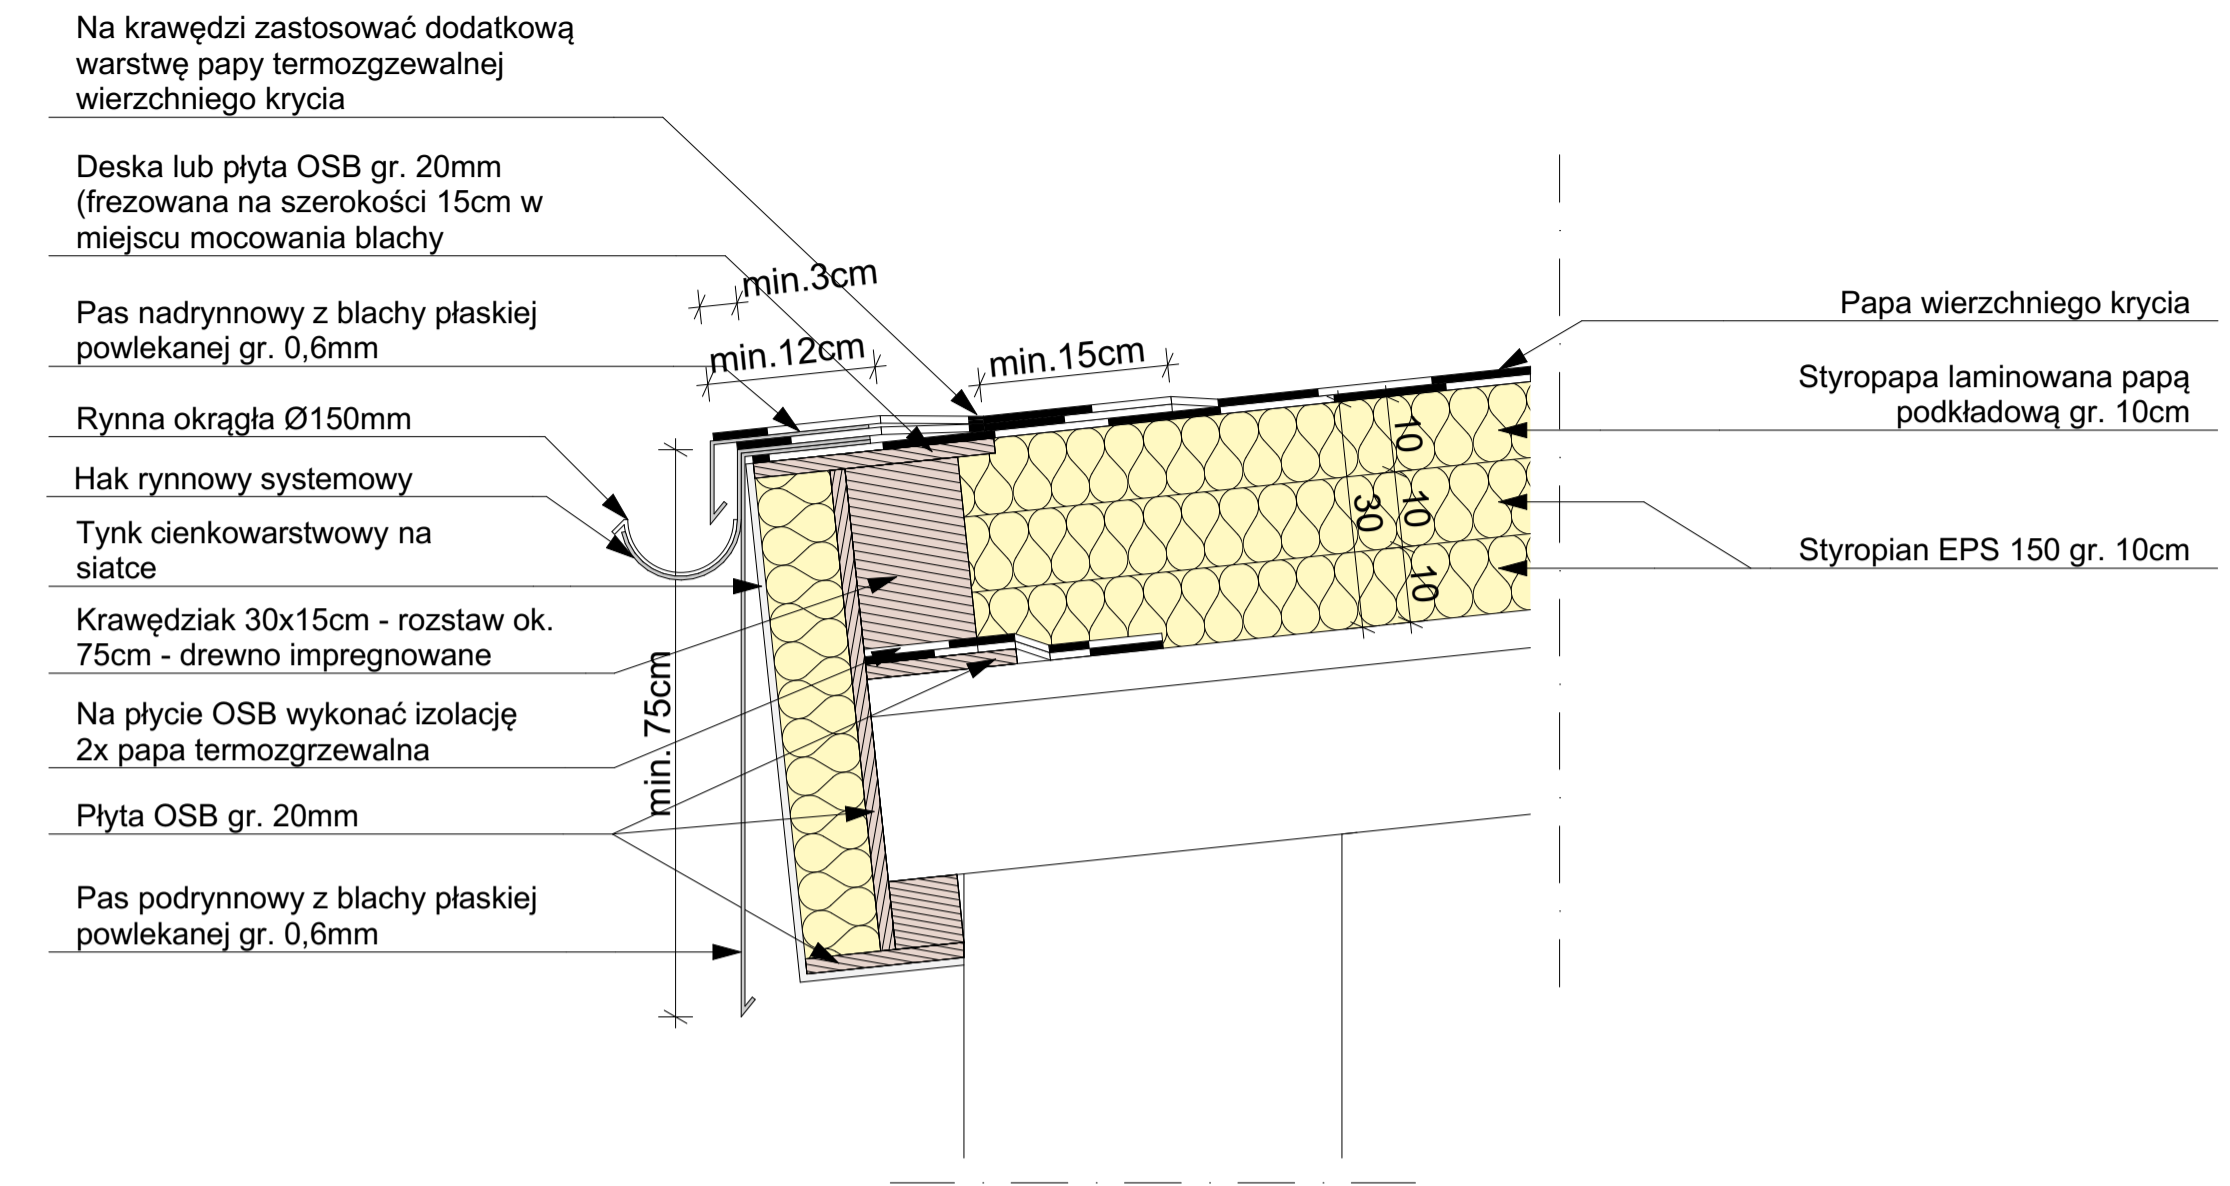 Na krawędzi zastosować dodatkową
warstwę papy termozgzewalnej
wierzchniego krycia
Deska lub płyta OSB gr. 20mm
(frezowana na szerokości 15cm w
miejscu mocowania blachy
Pas nadrynnowy z blachy płaskiej
powlekanej gr. 0,6mm
Rynna okrągła Ø150mm
Hak rynnowy systemowy
Tynk cienkowarstwowy na
siatce
Krawędziak 30x15cm - rozstaw ok.
75cm - drewno impregnowane
Na płycie OSB wykonać izolację
2x papa termozgrzewalna
Płyta OSB gr. 20mm
Pas podrynnowy z blachy płaskiej
powlekanej gr. 0,6mm
min.3cm
min.12cm
min.15cm
min. 75cm
10
30
10
10
Papa wierzchniego krycia
Styropapa laminowana papą
podkładową gr. 10cm
Styropian EPS 150 gr. 10cm